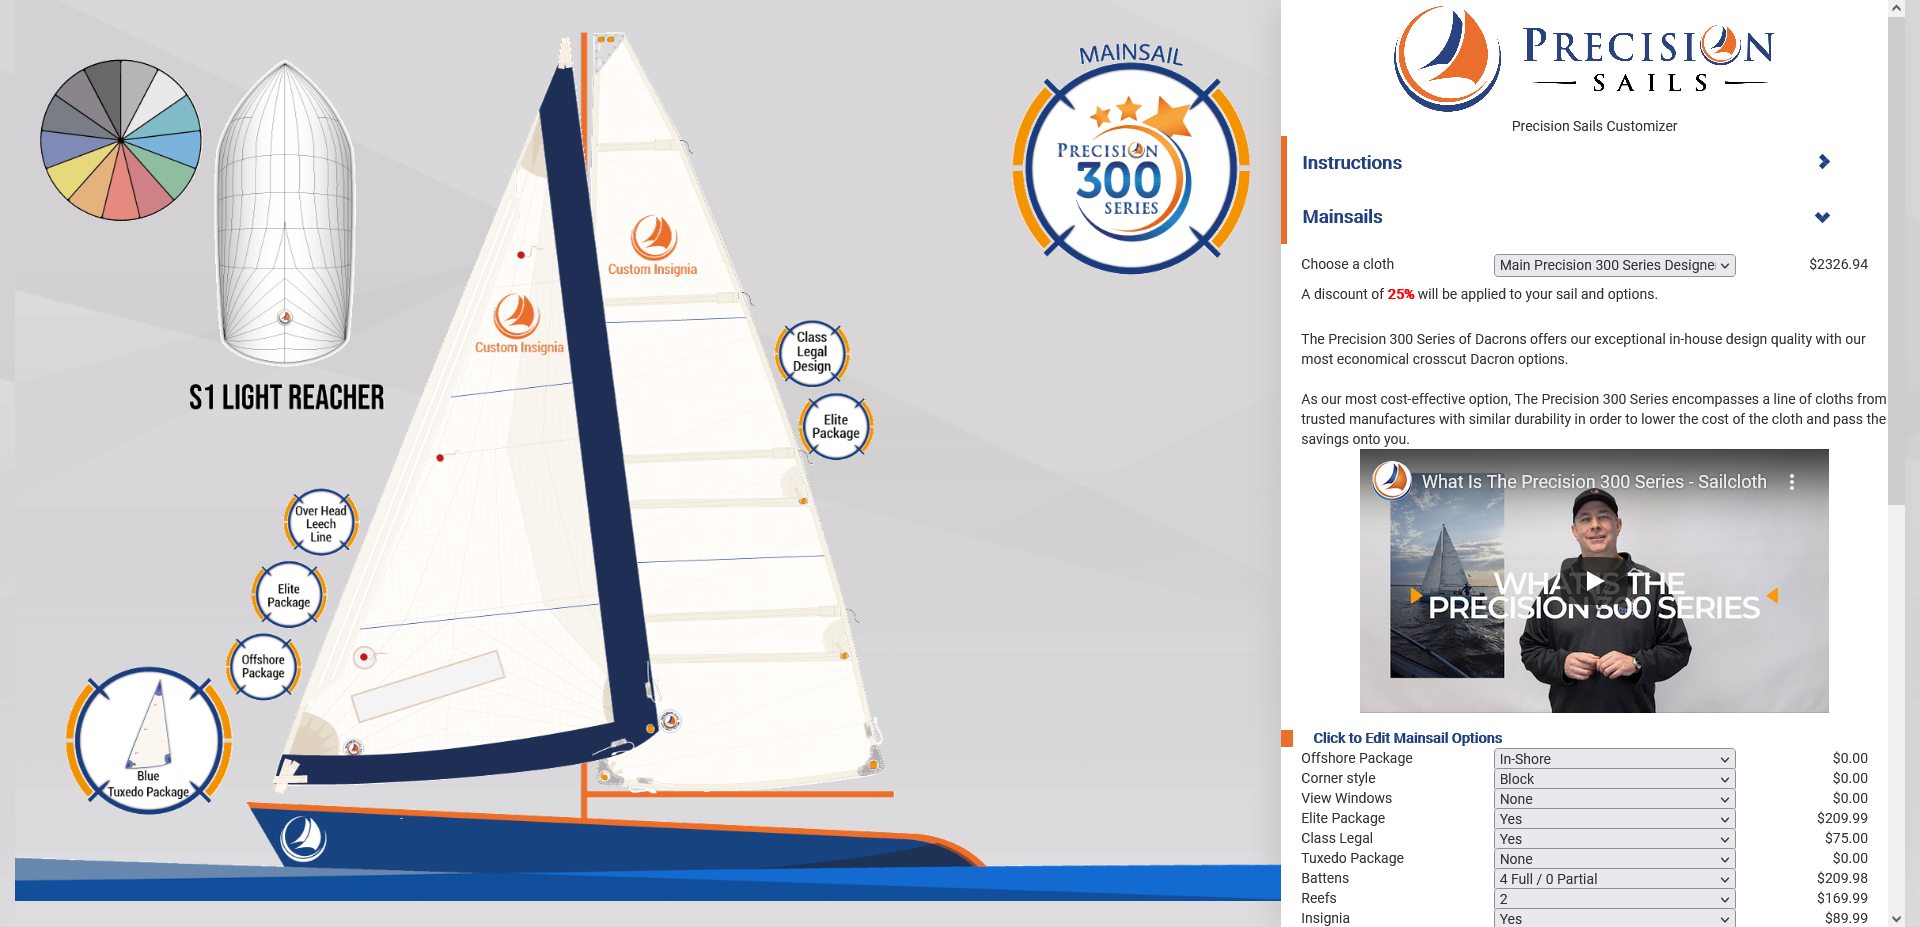 S1 LIGHT REACHER
Custom Insignia
Custom Insignia
MAINSAIL
PRECISION
300
SERIES
Class
Legal
Design
Elite
Package
Over Head
Leech
Line
Elite
Package
Offshore
Package
Blue
Tuxedo Package
PRECISION
SAILS
Precision Sails Customizer
Instructions
Mainsails
Choose a cloth Main Precision 300 Series Designe $2326.94
A discount of 25% will be applied to your sail and options.
The Precision 300 Series of Dacrons offers our exceptional in-house design quality with our
most economical crosscut Dacron options.
As our most cost-effective option, The Precision 300 Series encompasses a line of cloths from
trusted manufactures with similar durability in order to lower the cost of the cloth and pass the
savings onto you.
What Is The Precision 300 Series - Sailcloth
WHAT IS THE
PRECISION 300 SERIES
Click to Edit Mainsail Options
Offshore Package In-Shore $0.00
Corner style Block $0.00
View Windows None $0.00
Elite Package Yes $209.99
Class Legal Yes $75.00
Tuxedo Package None $0.00
Battens 4 Full / 0 Partial $209.98
Reefs 2 $169.99
Insignia Yes $89.99